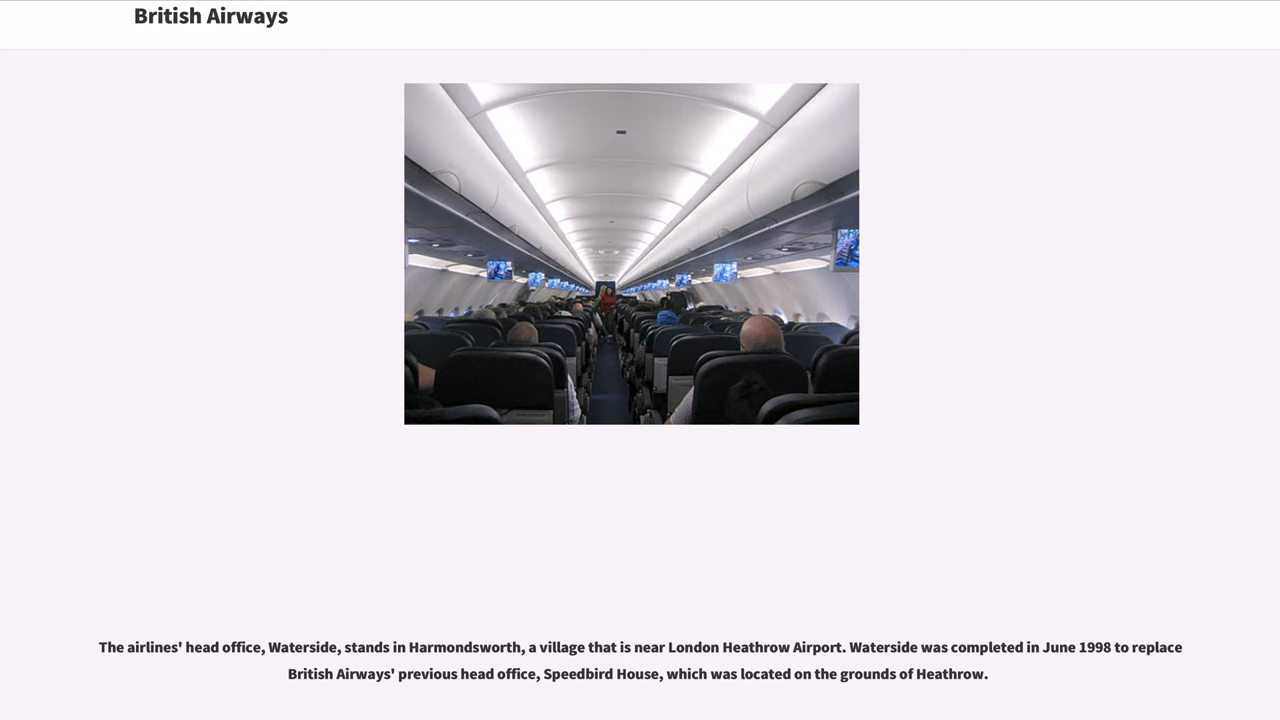 British Airways
The airlines' head office, Waterside, stands in Harmondsworth, a village that is near London Heathrow Airport. Waterside was completed in June 1998 to replace
British Airways' previous head office, Speedbird House, which was located on the grounds of Heathrow.